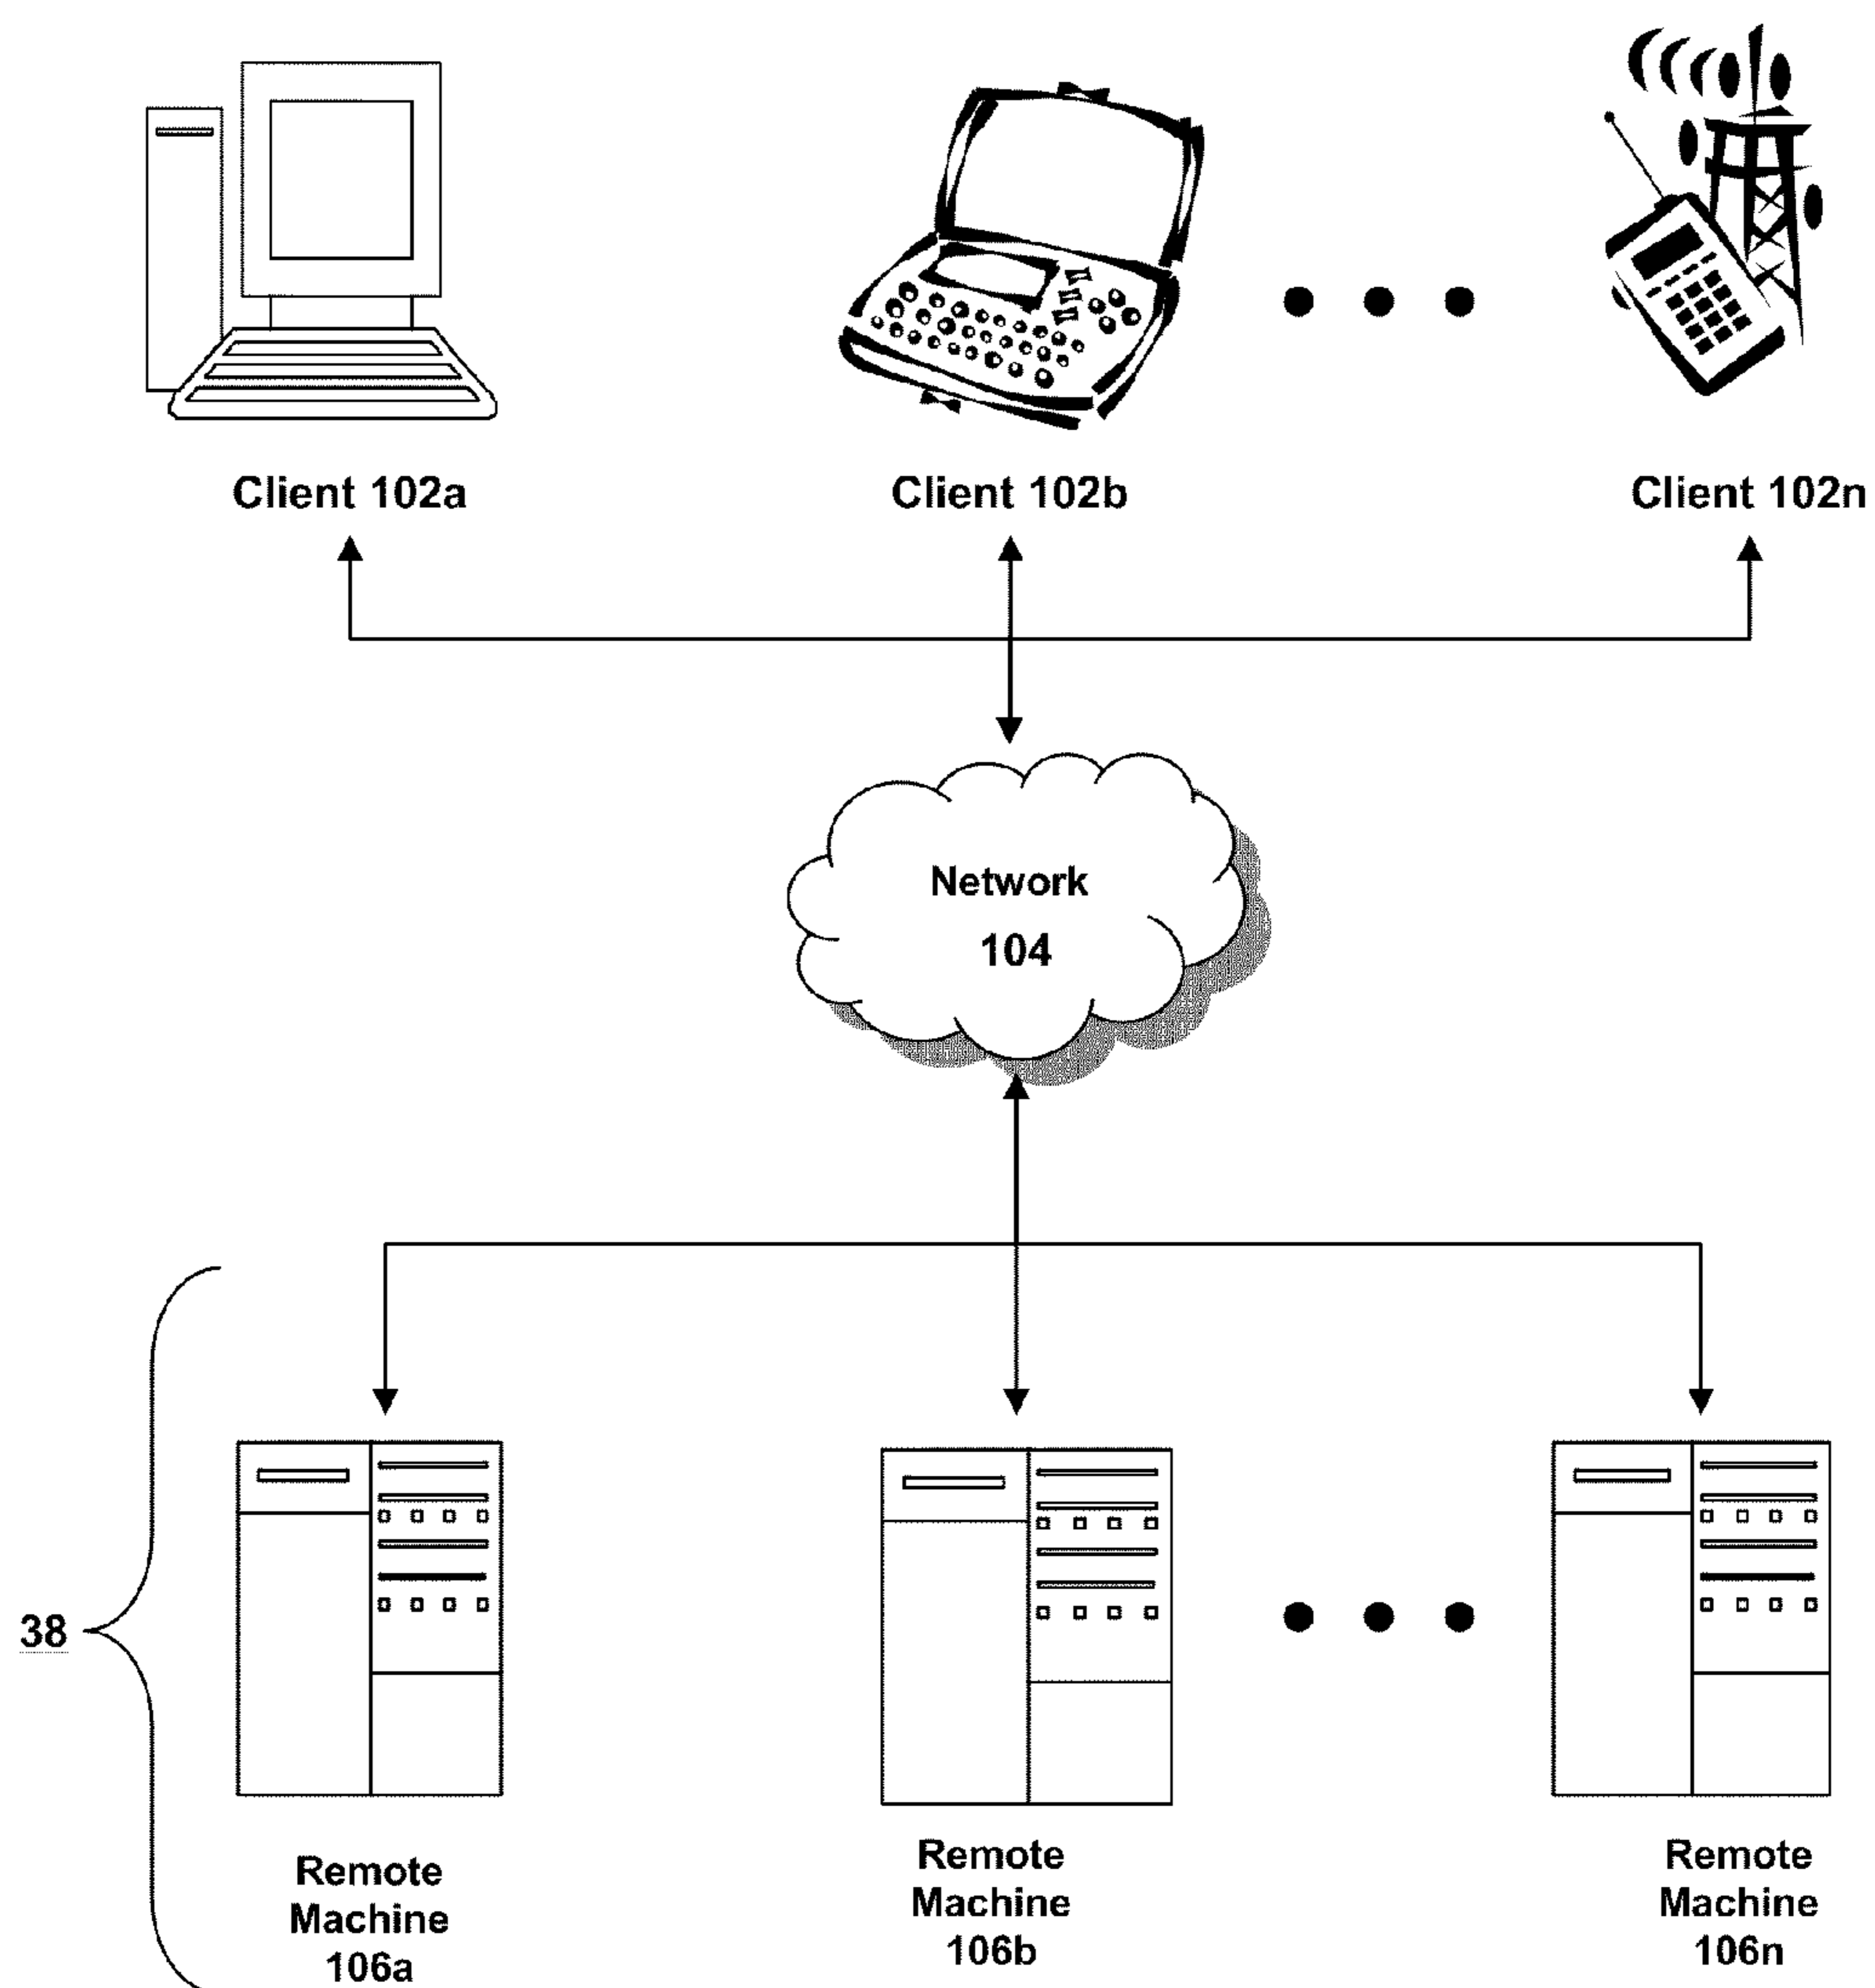 Client 102a
Client 102b
Client 102n
Network
104
38
Remote
Machine
106a
Remote
Machine
106b
Remote
Machine
106n